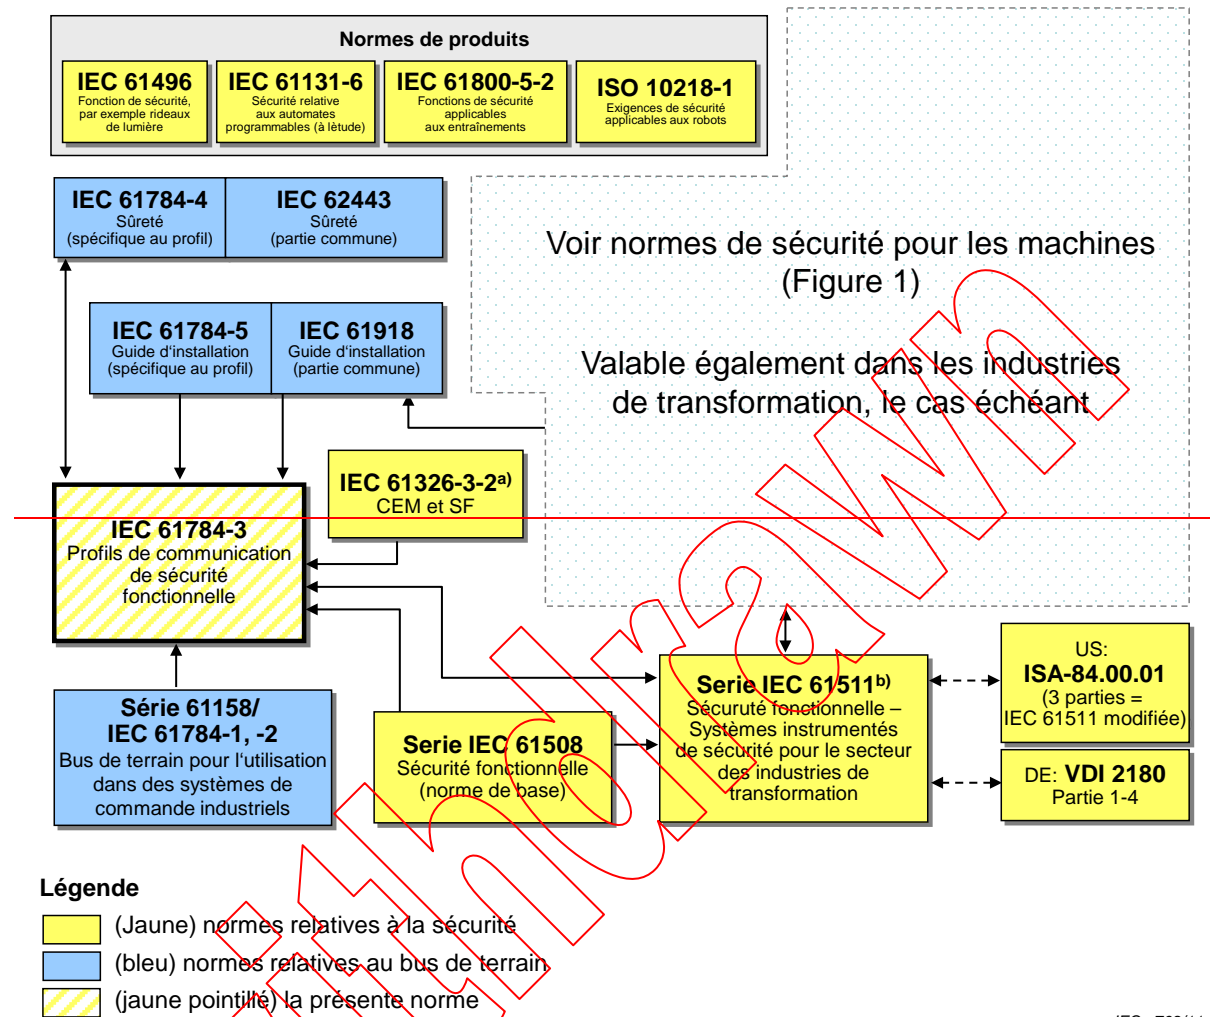 Normes de produits
IEC 61496
Fonction de sécurité,
par exemple rideaux
de lumière
IEC 61131-6
Sécurité relative
aux automates
programmables (à lètude)
IEC 61800-5-2
Fonctions de sécurité
applicables
aux entraînements
ISO 10218-1
Exigences de sécurité
applicables aux robots
IEC 61784-4
Sûreté
(spécifique au profil)
IEC 62443
Sûreté
(partie commune)
Voir normes de sécurité pour les machines
(Figure 1)
Valable également dans les industries
de transformation, le cas échéant
IEC 61784-5
Guide d'installation
(spécifique au profil)
IEC 61918
Guide d'installation
(partie commune)
IEC 61326-3-2a)
CEM et SF
IEC 61784-3
Profils de communication
de sécurité
fonctionnelle
Série 61158/
IEC 61784-1, -2
Bus de terrain pour l'utilisation
dans des systèmes de
commande industriels
Serie IEC 61508
Sécurité fonctionnelle
(norme de base)
Serie IEC 61511b)
Sécuruté fonctionnelle –
Systèmes instrumentés
de sécurité pour le secteur
des industries de
transformation
US:
ISA-84.00.01
(3 parties =
IEC 61511 modifiée)
DE: VDI 2180
Partie 1-4
Légende
(Jaune) normes relatives à la sécurité
(bleu) normes relatives au bus de terrain
(jaune pointillé) la présente norme